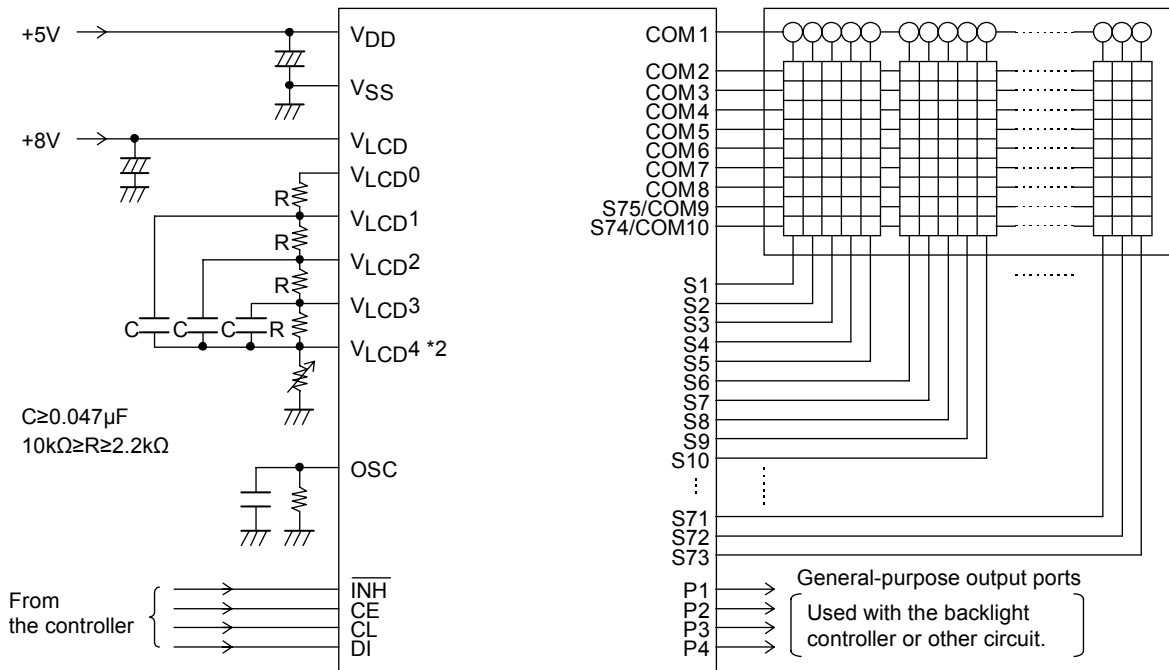 +5V
VDD
VSS
+8V
VLCD
VLCD0
R
VLCD1
R
VLCD2
R
VLCD3
C C C R
VLCD4 *2
C≥0.047µF
10kΩ≥R≥2.2kΩ
OSC
From
the controller
INH
CE
CL
DI
COM1
COM2
COM3
COM4
COM5
COM6
COM7
COM8
S75/COM9
S74/COM10
S1
S2
S3
S4
S5
S6
S7
S8
S9
S10
S71
S72
S73
P1
P2
P3
P4
General-purpose output ports
Used with the backlight
controller or other circuit.